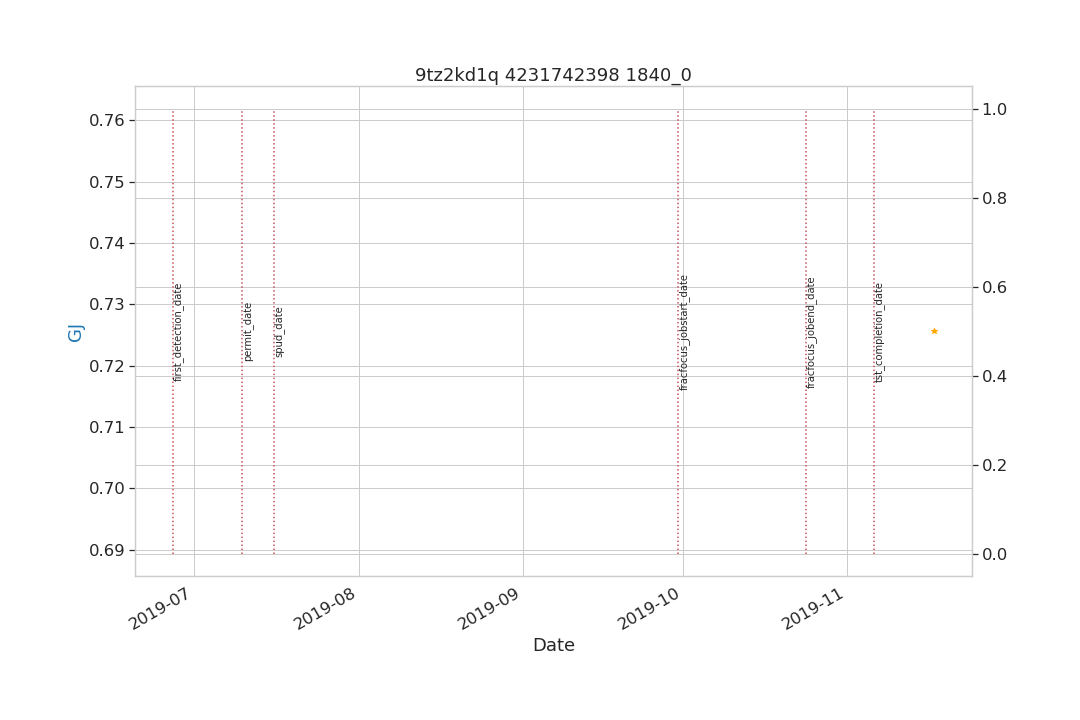 9tz2kd1q 4231742398 1840_0
0.76
0.75
0.74
0.73
0.72
0.71
0.70
0.69
GJ
1.0
0.8
0.6
0.4
0.2
0.0
first_detection_date
permit_date
spud_date
fracfocus_jobstart_date
fracfocus_jobend_date
tst_completion_date
2019-07
2019-08
2019-09
2019-10
2019-11
Date